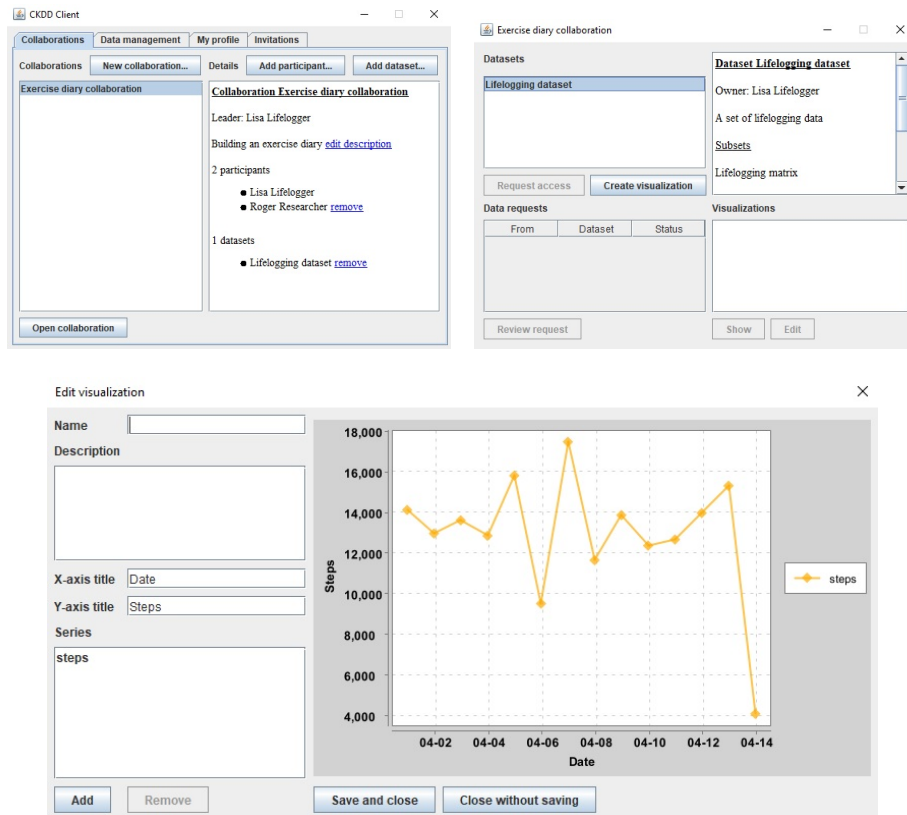 CKDD Client
Collaborations Data management My profile Invitations
Collaborations New collaboration... Details Add participant... Add dataset...
Exercise diary collaboration
Collaboration Exercise diary collaboration
Leader: Lisa Lifelogger
Building an exercise diary edit description
2 participants
Lisa Lifelogger
Roger Researcher remove
1 datasets
Lifelogging dataset remove
Open collaboration
Exercise diary collaboration
Datasets
Lifelogging dataset
Dataset Lifelogging dataset
Owner: Lisa Lifelogger
A set of lifelogging data
Subsets
Lifelogging matrix
Request access Create visualization
Data requests
From Dataset Status
Review request
Visualizations
Show Edit
Edit visualization
Name
Description
X-axis title Date
Y-axis title Steps
Series
steps
Add Remove
18,000
16,000
14,000
12,000
10,000
8,000
6,000
4,000
Steps
04-02 04-04 04-06 04-08 04-10 04-12 04-14
Date
steps
Save and close Close without saving